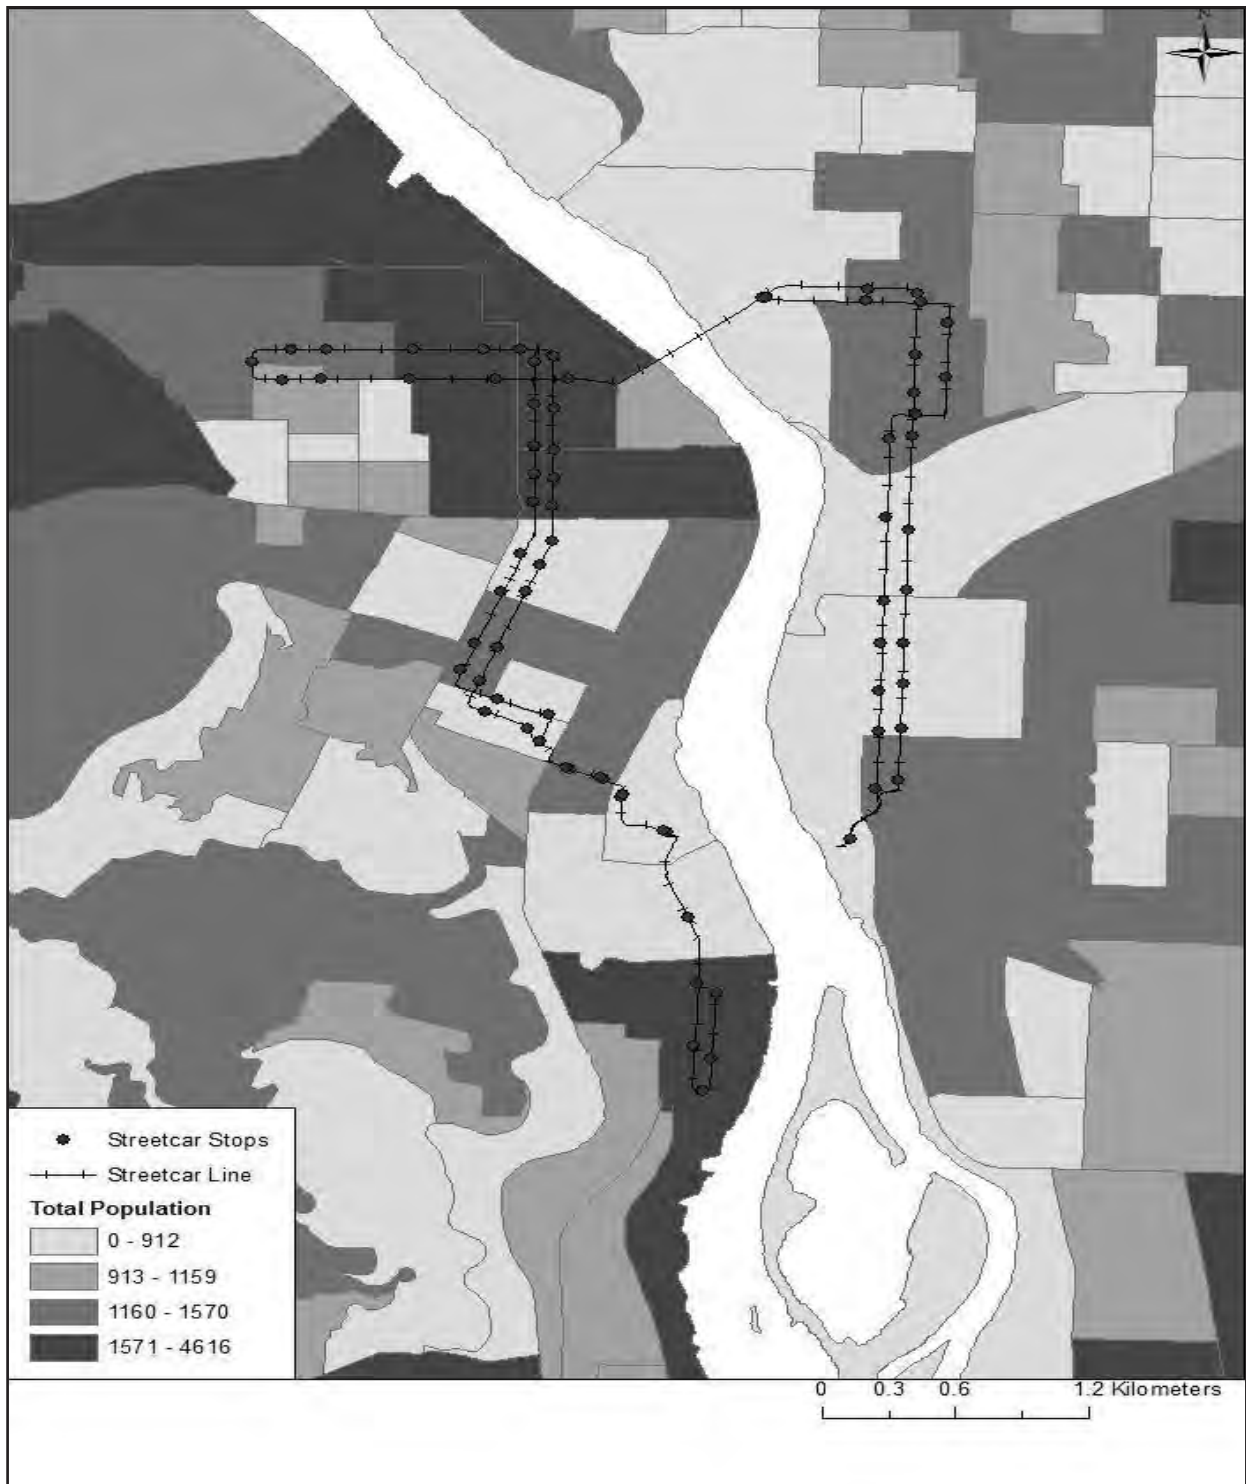 N
Streetcar Stops
Streetcar Line
Total Population
0 - 912
913 - 1159
1160 - 1570
1571 - 4616
0 0.3 0.6 1.2 Kilometers